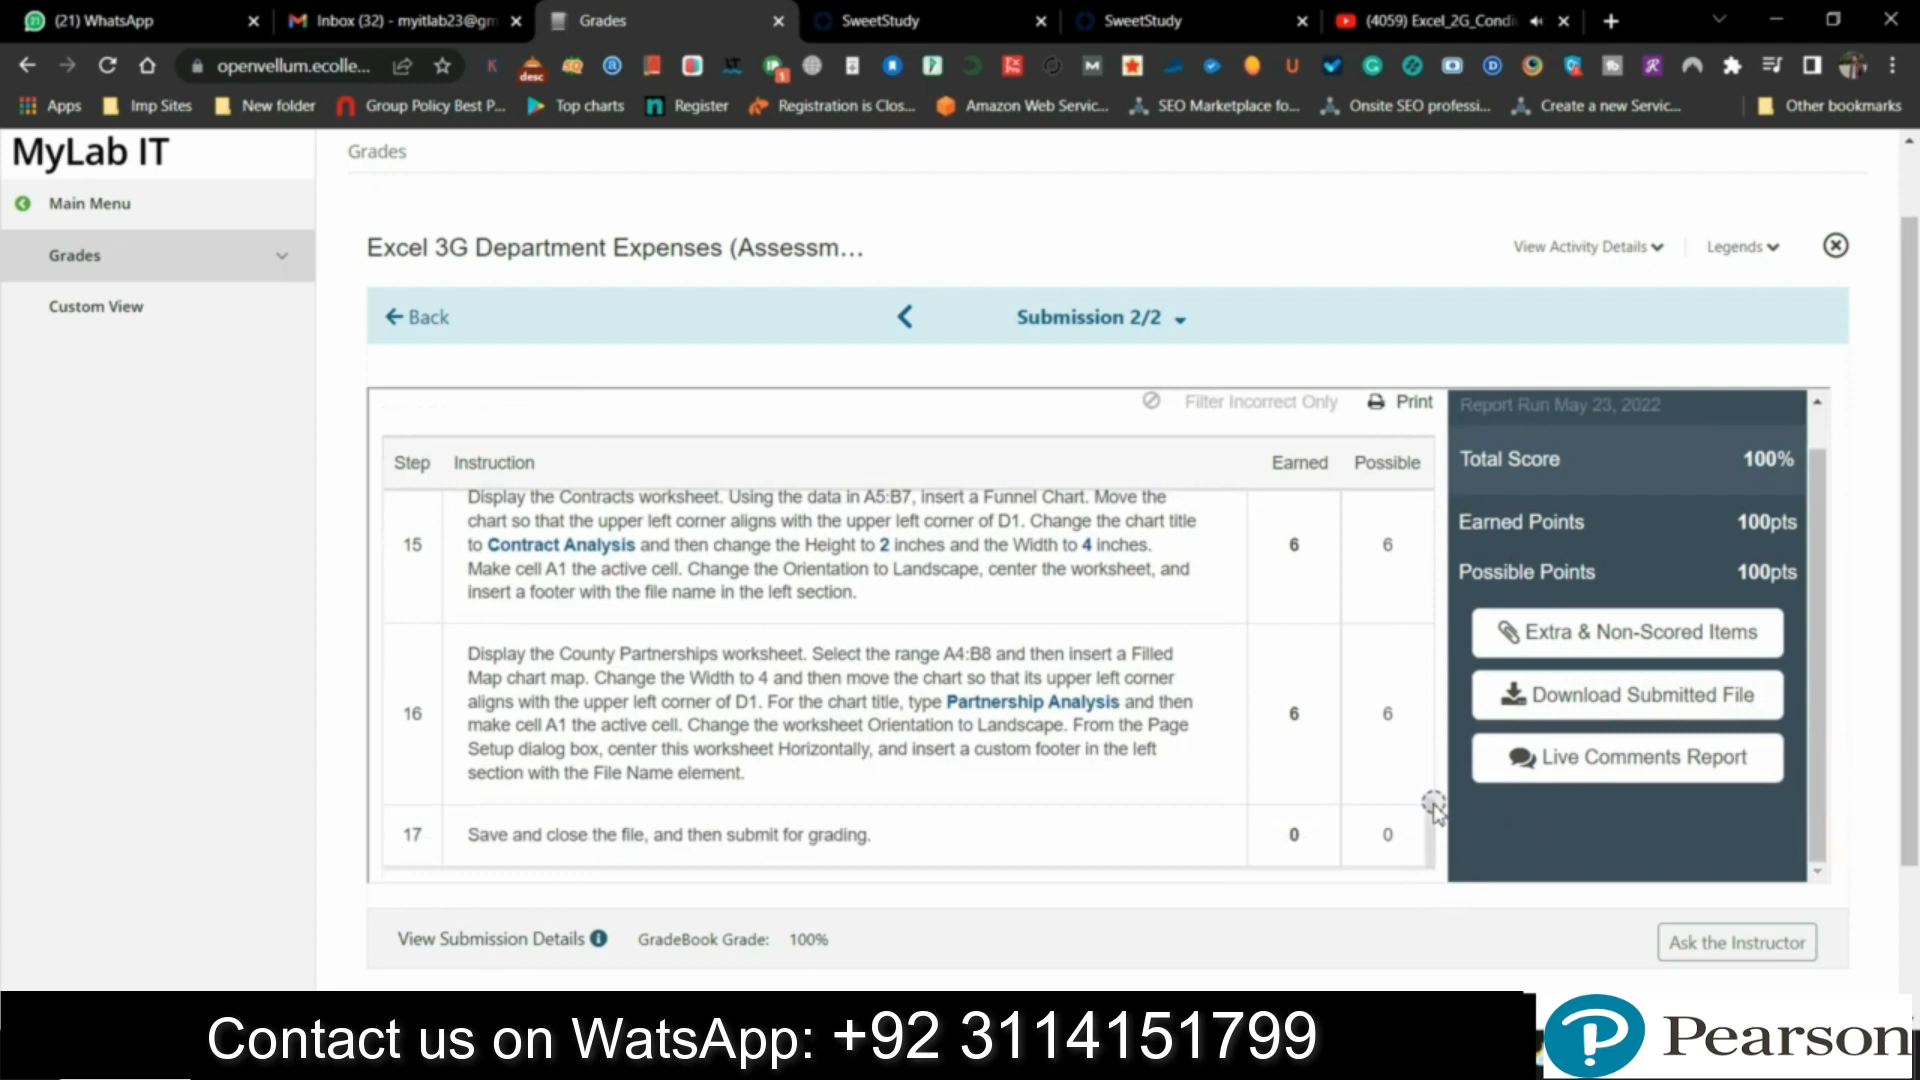 (21) WhatsApp
Inbox (32) - myitlab23@gm
Grades
SweetStudy
SweetStudy
(4059) Excel_2G_Condi
openvellum.ecolle...
desc
Apps
Imp Sites
New folder
Group Policy Best P...
Top charts
Register
Registration is Clos...
Amazon Web Servic...
SEO Marketplace fo...
Onsite SEO professi...
Create a new Servic...
Other bookmarks
MyLab IT
Main Menu
Grades
Custom View
Grades
Excel 3G Department Expenses (Assessm...
View Activity Details
Legends
Back
Submission 2/2
Filter Incorrect Only
Print
Step Instruction Earned Possible
15
Display the Contracts worksheet. Using the data in A5:B7, insert a Funnel Chart. Move the
chart so that the upper left corner aligns with the upper left corner of D1. Change the chart title
to Contract Analysis and then change the Height to 2 inches and the Width to 4 inches.
Make cell A1 the active cell. Change the Orientation to Landscape, center the worksheet, and
insert a footer with the file name in the left section.
6 6
16
Display the County Partnerships worksheet. Select the range A4:B8 and then insert a Filled
Map chart map. Change the Width to 4 and then move the chart so that its upper left corner
aligns with the upper left corner of D1. For the chart title, type Partnership Analysis and then
make cell A1 the active cell. Change the worksheet Orientation to Landscape. From the Page
Setup dialog box, center this worksheet Horizontally, and insert a custom footer in the left
section with the File Name element.
6 6
17 Save and close the file, and then submit for grading. 0 0
Report Run May 23, 2022
Total Score 100%
Earned Points 100pts
Possible Points 100pts
Extra & Non-Scored Items
Download Submitted File
Live Comments Report
View Submission Details
GradeBook Grade: 100%
Ask the Instructor
Contact us on WatsApp: +92 3114151799
Pearson